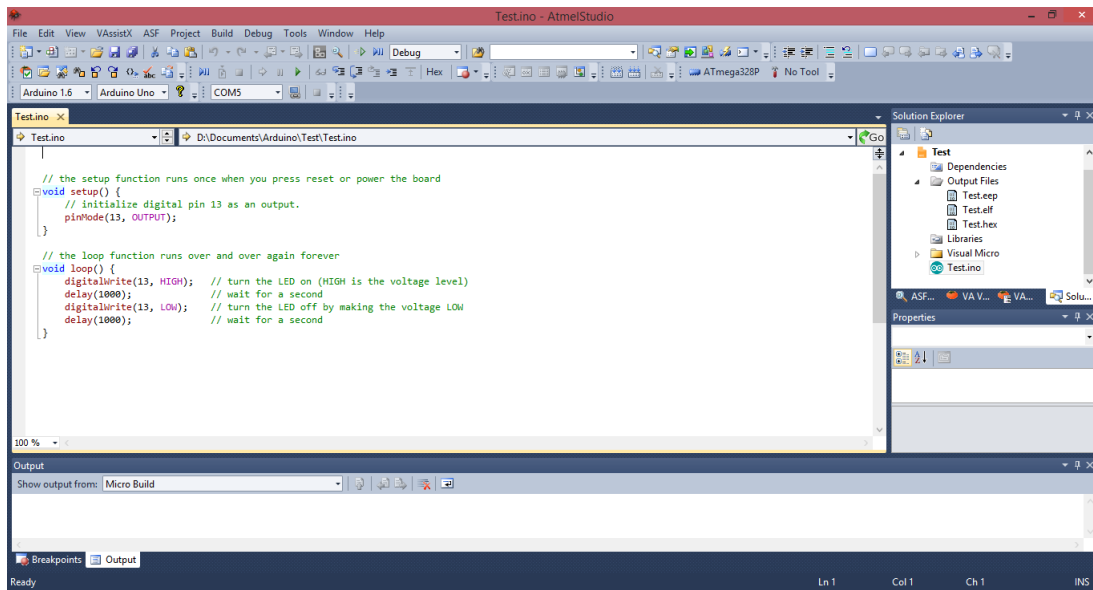 Test.ino - AtmelStudio
File Edit View VAssistX ASF Project Build Debug Tools Window Help
Debug
Hex ATmega328P No Tool
Arduino 1.6 Arduino Uno COM5
Test.ino
Test.ino D:\Documents\Arduino\Test\Test.ino Go
// the setup function runs once when you press reset or power the board
void setup() {
// initialize digital pin 13 as an output.
pinMode(13, OUTPUT);
}
// the loop function runs over and over again forever
void loop() {
digitalWrite(13, HIGH); // turn the LED on (HIGH is the voltage level)
delay(1000); // wait for a second
digitalWrite(13, LOW); // turn the LED off by making the voltage LOW
delay(1000); // wait for a second
}
100 %
Solution Explorer
Test
Dependencies
Output Files
Test.eep
Test.elf
Test.hex
Libraries
Visual Micro
Test.ino
ASF... VA V... VA... Solu...
Properties
Output
Show output from: Micro Build
Breakpoints Output
Ready Ln 1 Col 1 Ch 1 INS